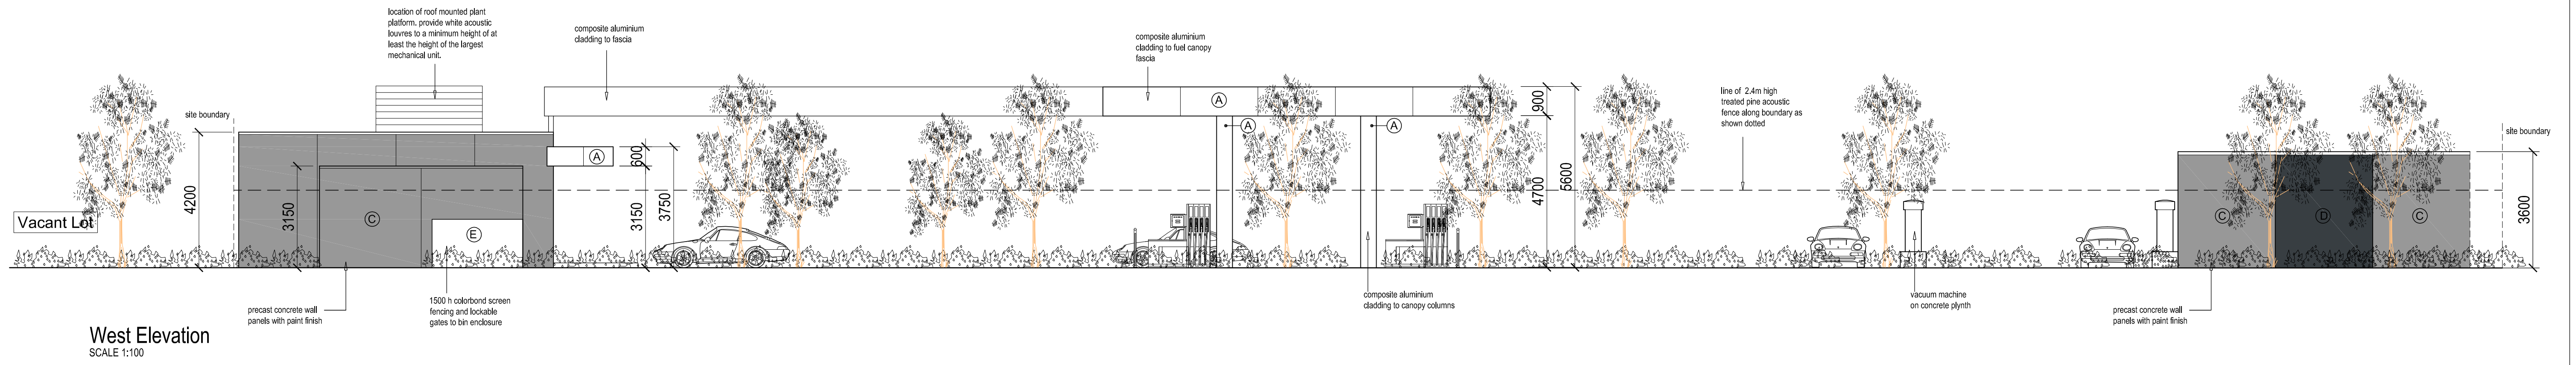 location of roof mounted plant
platform. provide white acoustic
louvres to a minimum height of at
least the height of the largest
mechanical unit.
composite aluminium
cladding to fascia
composite aluminium
cladding to fuel canopy
fascia
line of 2.4m high
treated pine acoustic
fence along boundary as
shown dotted
site boundary
site boundary
A
A
A
A
900
600
4200
3150
3150
3750
4700
5600
3600
Vacant Lot
C
E
C
D
C
precast concrete wall
panels with paint finish
1500 h colorbond screen
fencing and lockable
gates to bin enclosure
composite aluminium
cladding to canopy columns
vacuum machine
on concrete plynth
precast concrete wall
panels with paint finish
West Elevation
SCALE 1:100